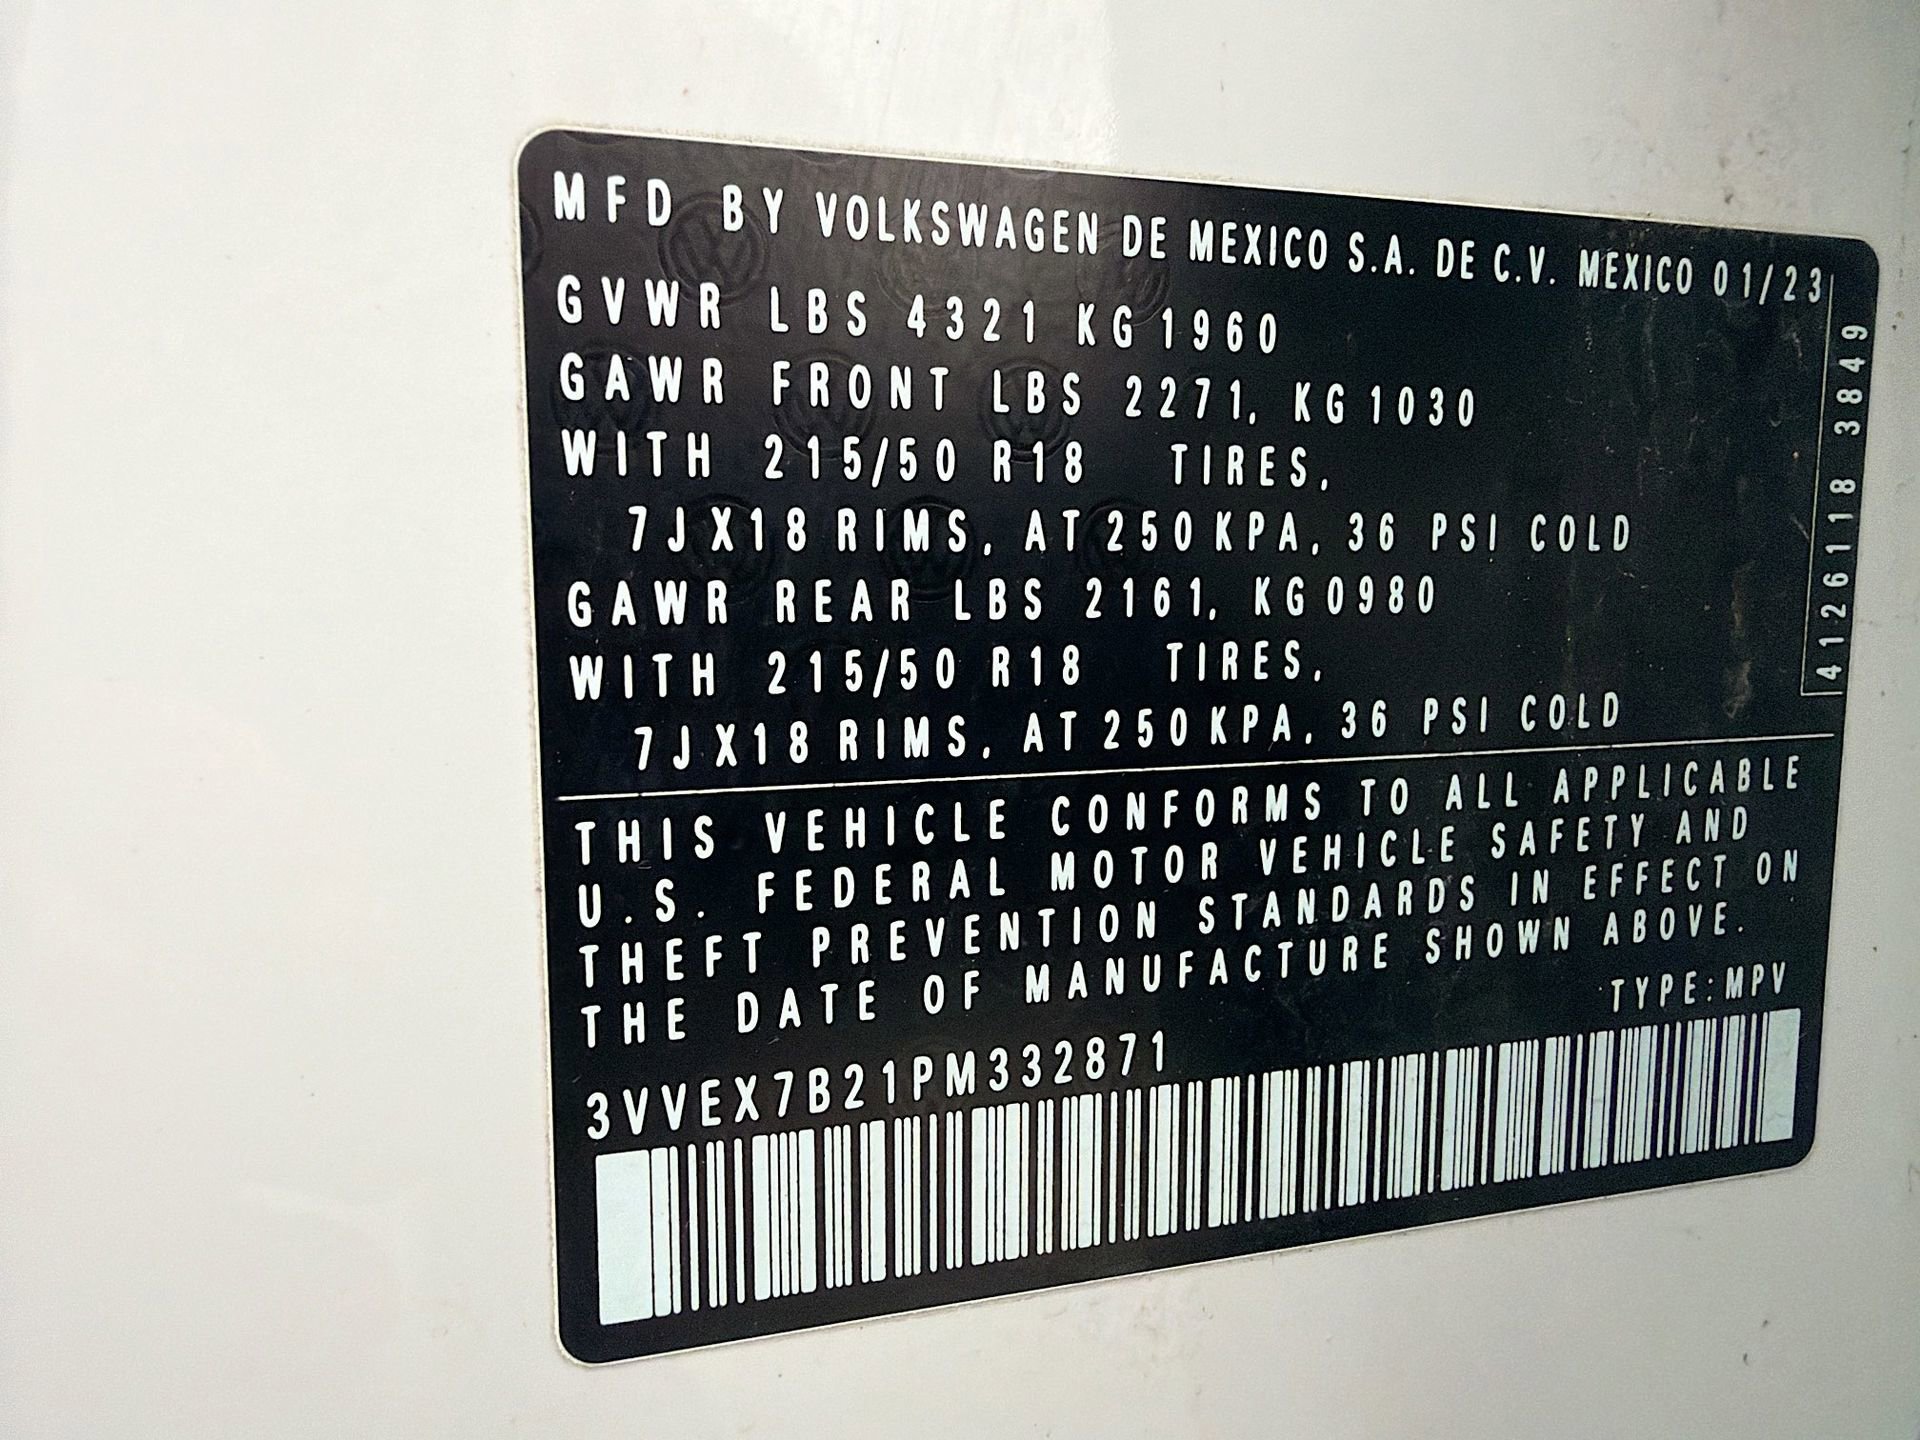 MFD BY VOLKSWAGEN DE MEXICO S.A. DE C.V. MEXICO 01/23
GVWR LBS 4321 KG 1960
GAWR FRONT LBS 2271, KG 1030
WITH 215/50 R18 TIRES,
7JX18 RIMS, AT 250 KPA, 36 PSI COLD
GAWR REAR LBS 2161, KG 0980
WITH 215/50 R18 TIRES,
7JX18 RIMS, AT 250 KPA, 36 PSI COLD
4126118 3849
THIS VEHICLE CONFORMS TO ALL APPLICABLE
U.S. FEDERAL MOTOR VEHICLE SAFETY AND
THEFT PREVENTION STANDARDS IN EFFECT ON
THE DATE OF MANUFACTURE SHOWN ABOVE.
TYPE:MPV
3VVEX7B21PM332871